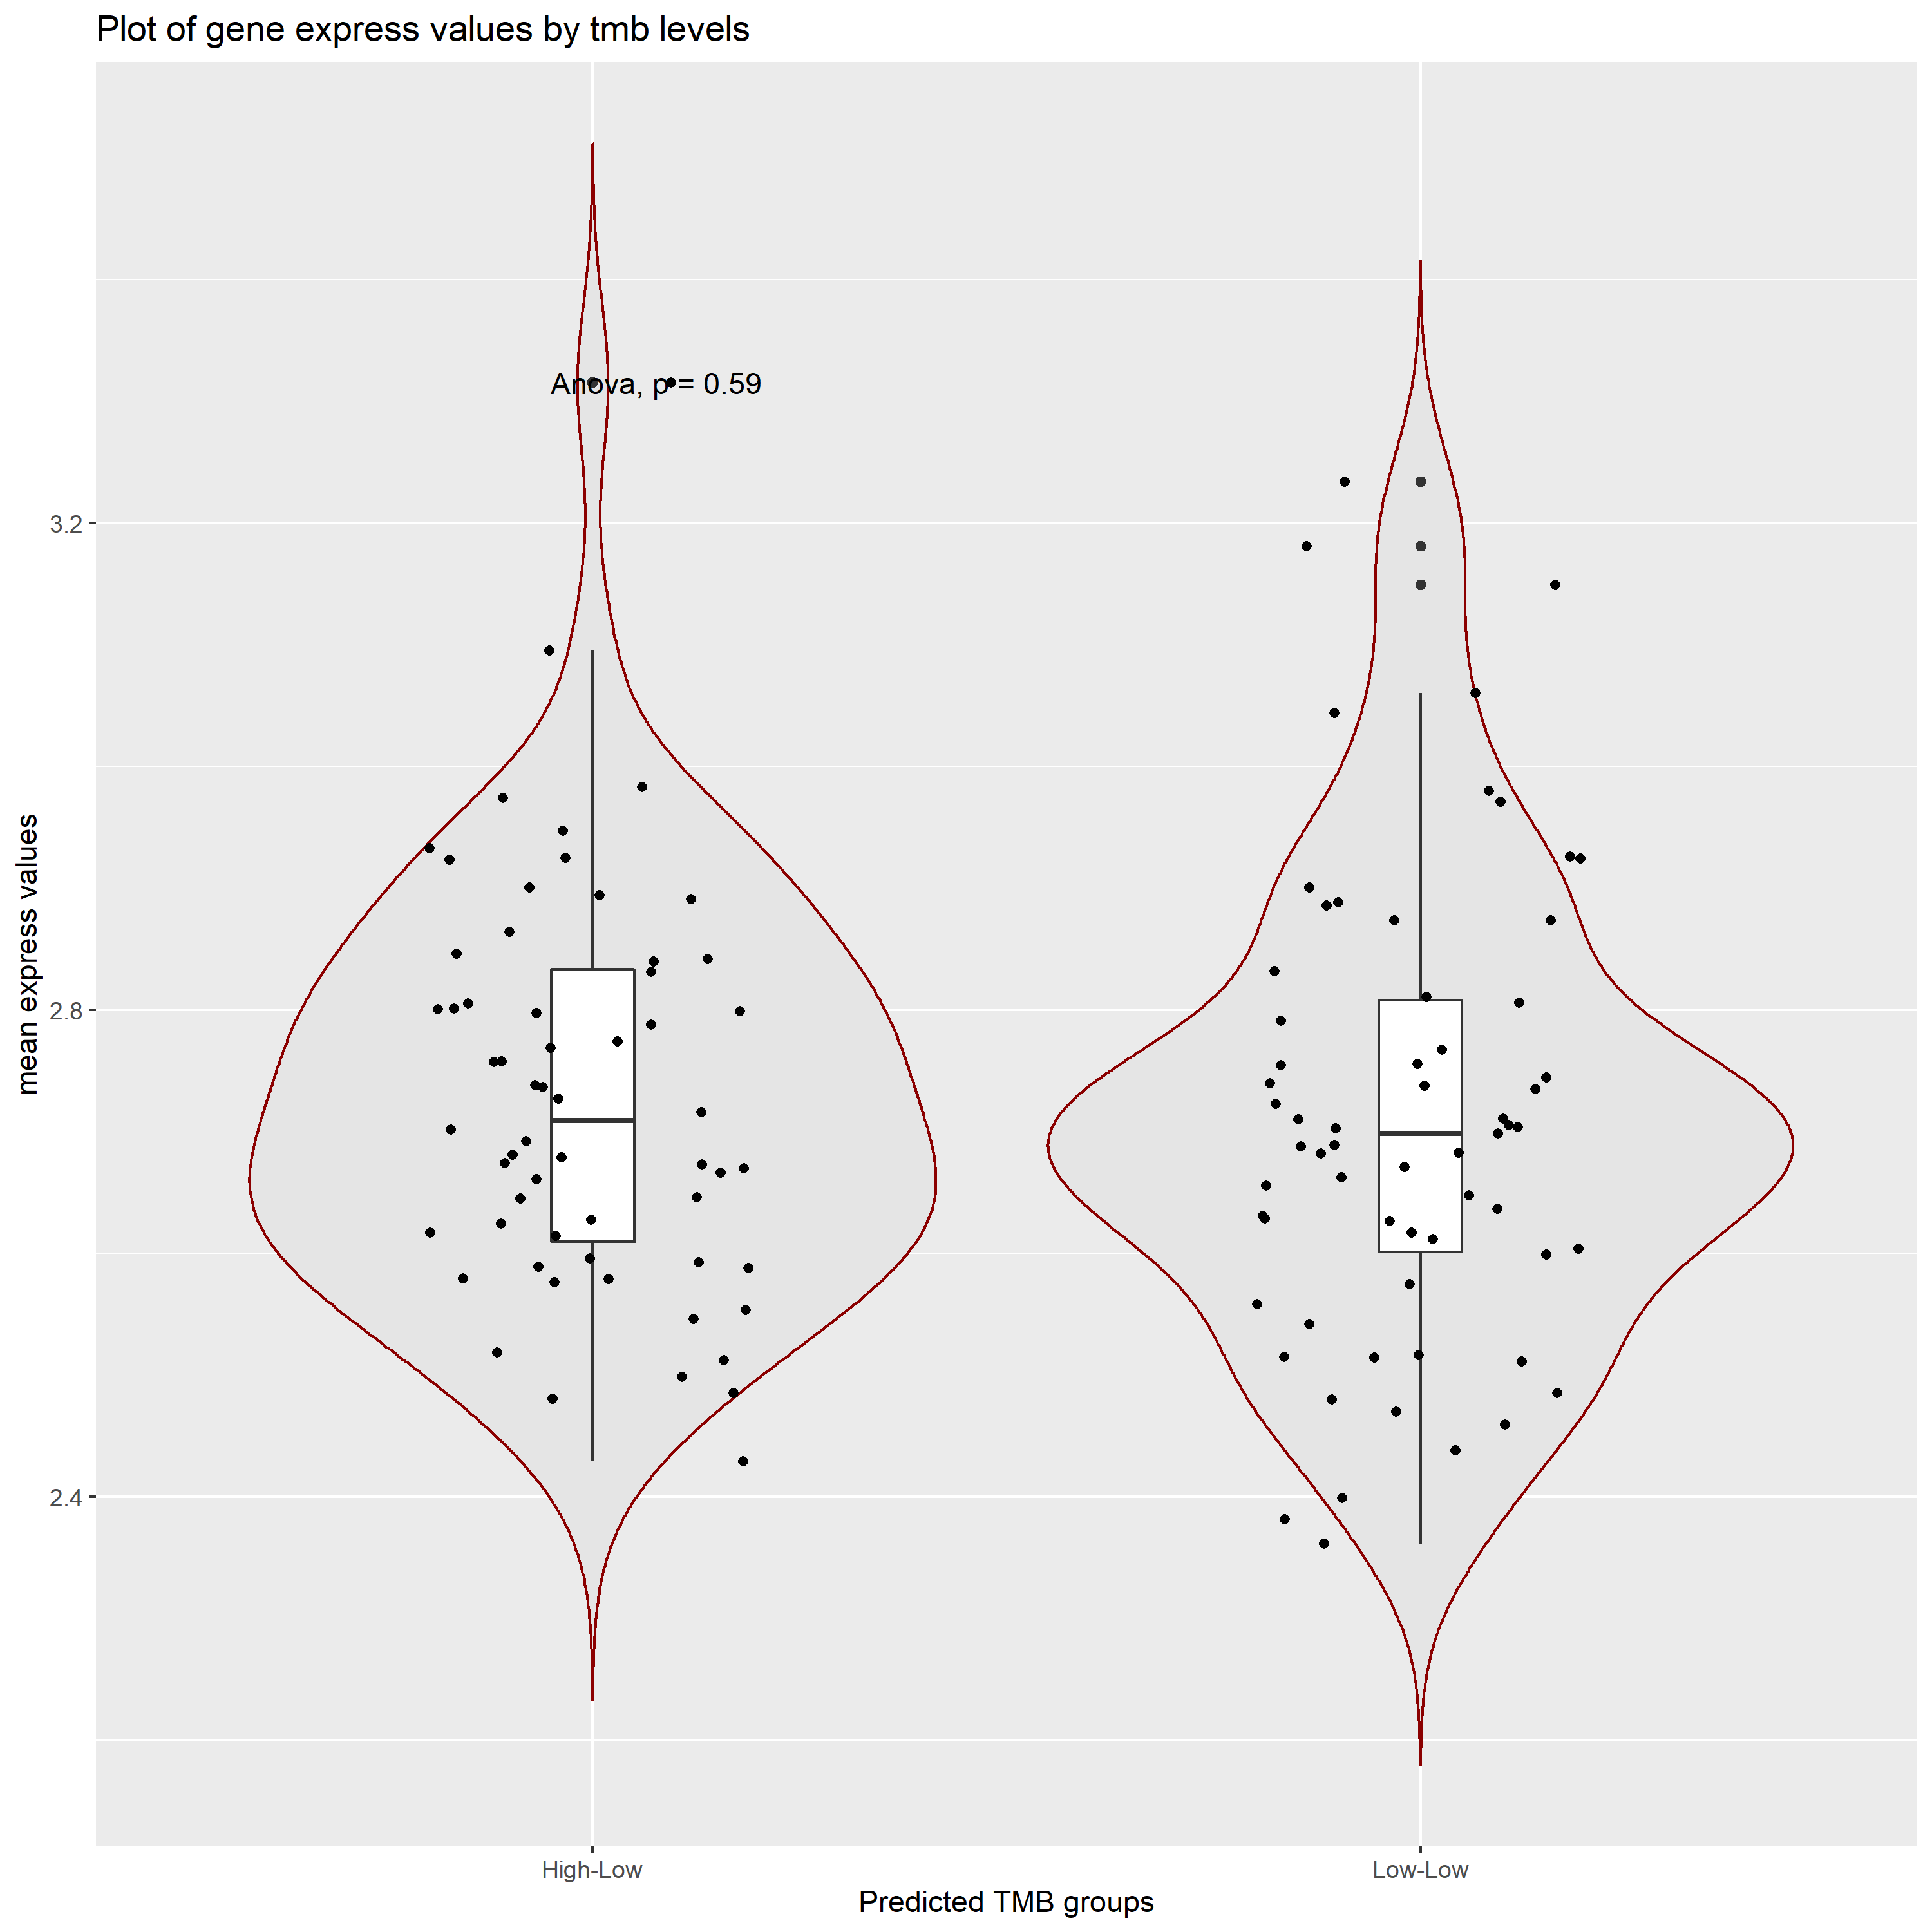 Plot of gene express values by tmb levels
Anova, p = 0.59
3.2
2.8
2.4
mean express values
High-Low
Low-Low
Predicted TMB groups